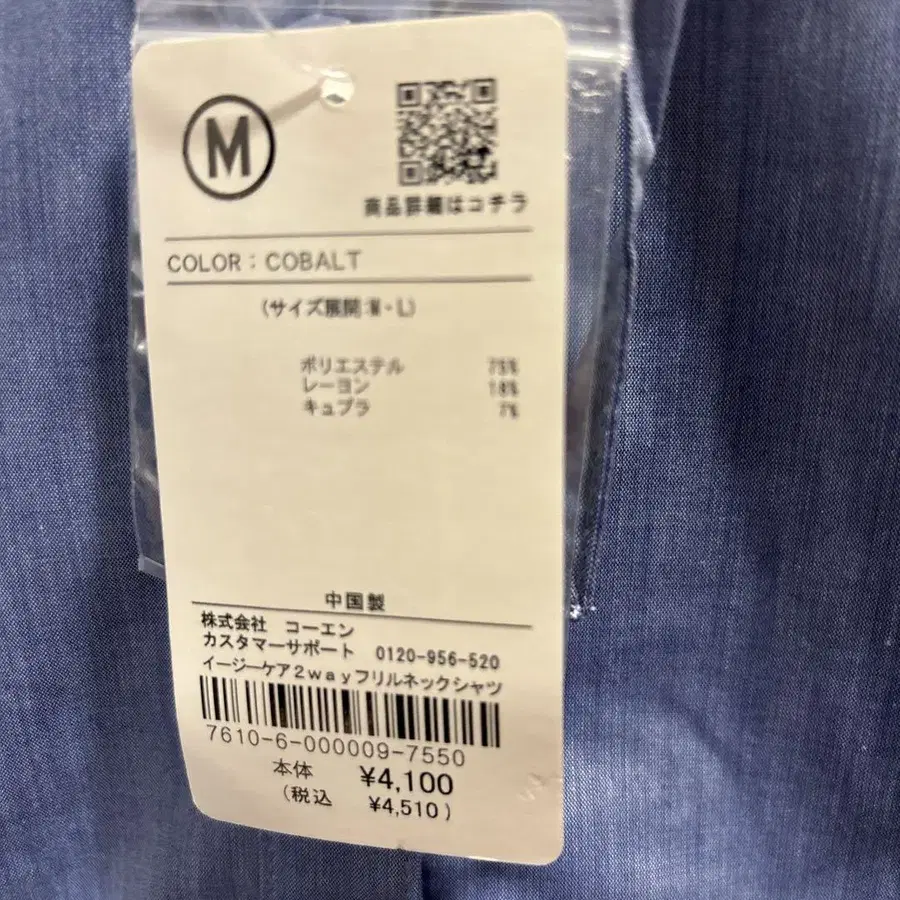 M
商品詳細はコチラ
COLOR : COBALT
(サイズ展開:M・L)
ポリエステル 75%
レーヨン 18%
キュプラ 7%
中国製
株式会社 コーエン
カスタマーサポート 0120-956-520
イージーケア2wayフリルネックシャツ
7610-6-000009-7550
本体 ¥4,100
(税込 ¥4,510)